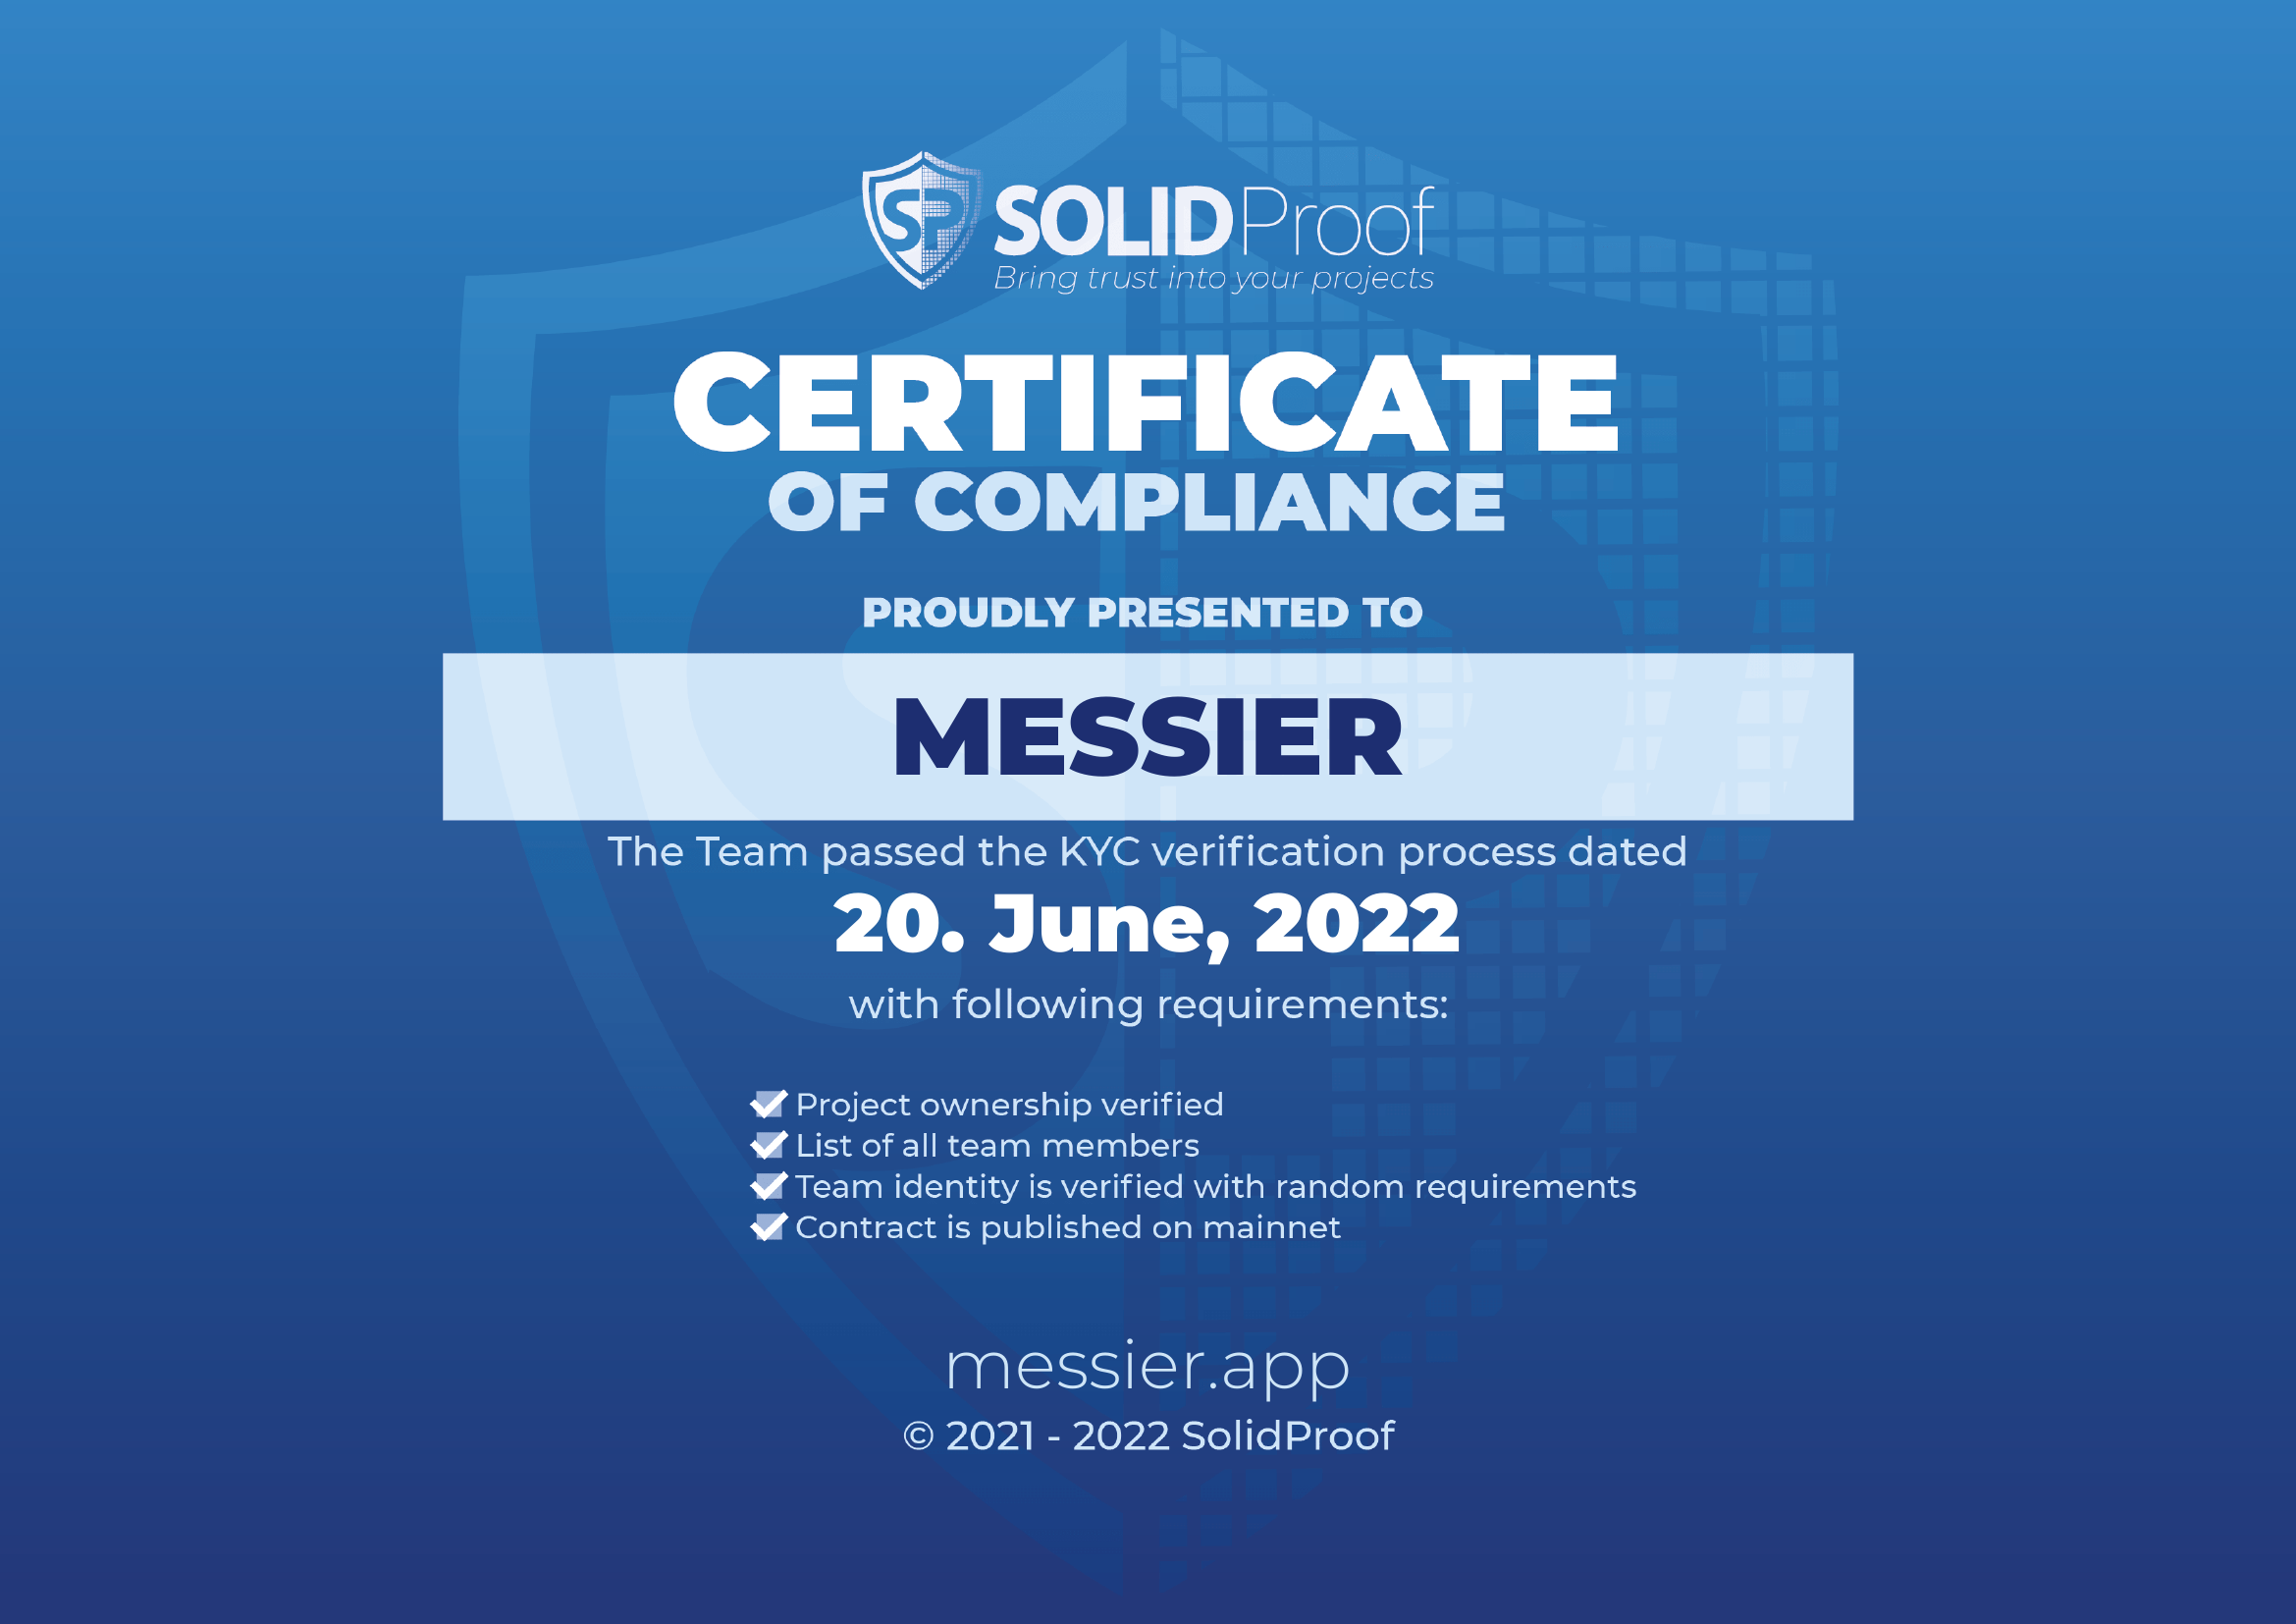 SP SOLIDProof
Bring trust into your projects
CERTIFICATE
OF COMPLIANCE
PROUDLY PRESENTED TO
MESSIER
The Team passed the KYC verification process dated
20. June, 2022
with following requirements:
Project ownership verified
List of all team members
Team identity is verified with random requirements
Contract is published on mainnet
messier.app
© 2021 - 2022 SolidProof